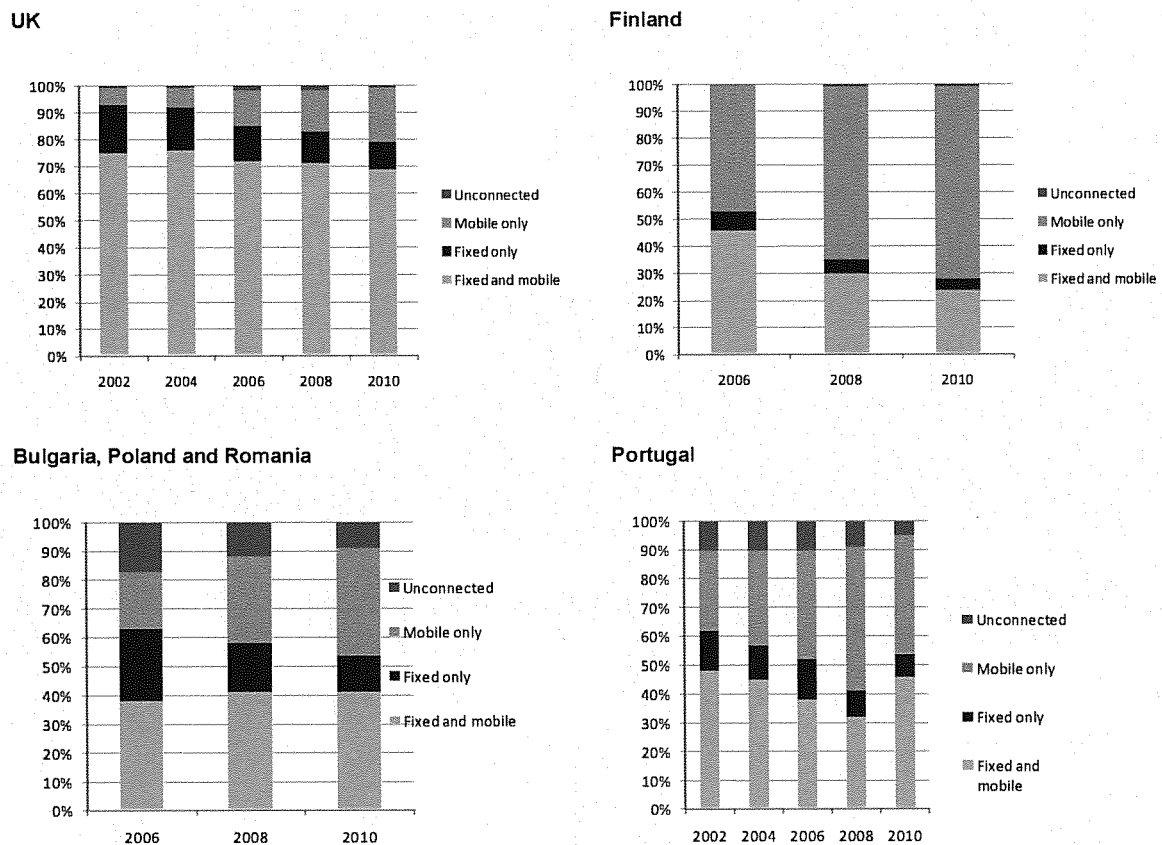 UK
100%
90%
80%
70%
60%
50%
40%
30%
20%
10%
0%
2002 2004 2006 2008 2010
Unconnected
Mobile only
Fixed only
Fixed and mobile
Finland
100%
90%
80%
70%
60%
50%
40%
30%
20%
10%
0%
2006 2008 2010
Unconnected
Mobile only
Fixed only
Fixed and mobile
Bulgaria, Poland and Romania
100%
90%
80%
70%
60%
50%
40%
30%
20%
10%
0%
2006 2008 2010
Unconnected
Mobile only
Fixed only
Fixed and mobile
Portugal
100%
90%
80%
70%
60%
50%
40%
30%
20%
10%
0%
2002 2004 2006 2008 2010
Unconnected
Mobile only
Fixed only
Fixed and
mobile